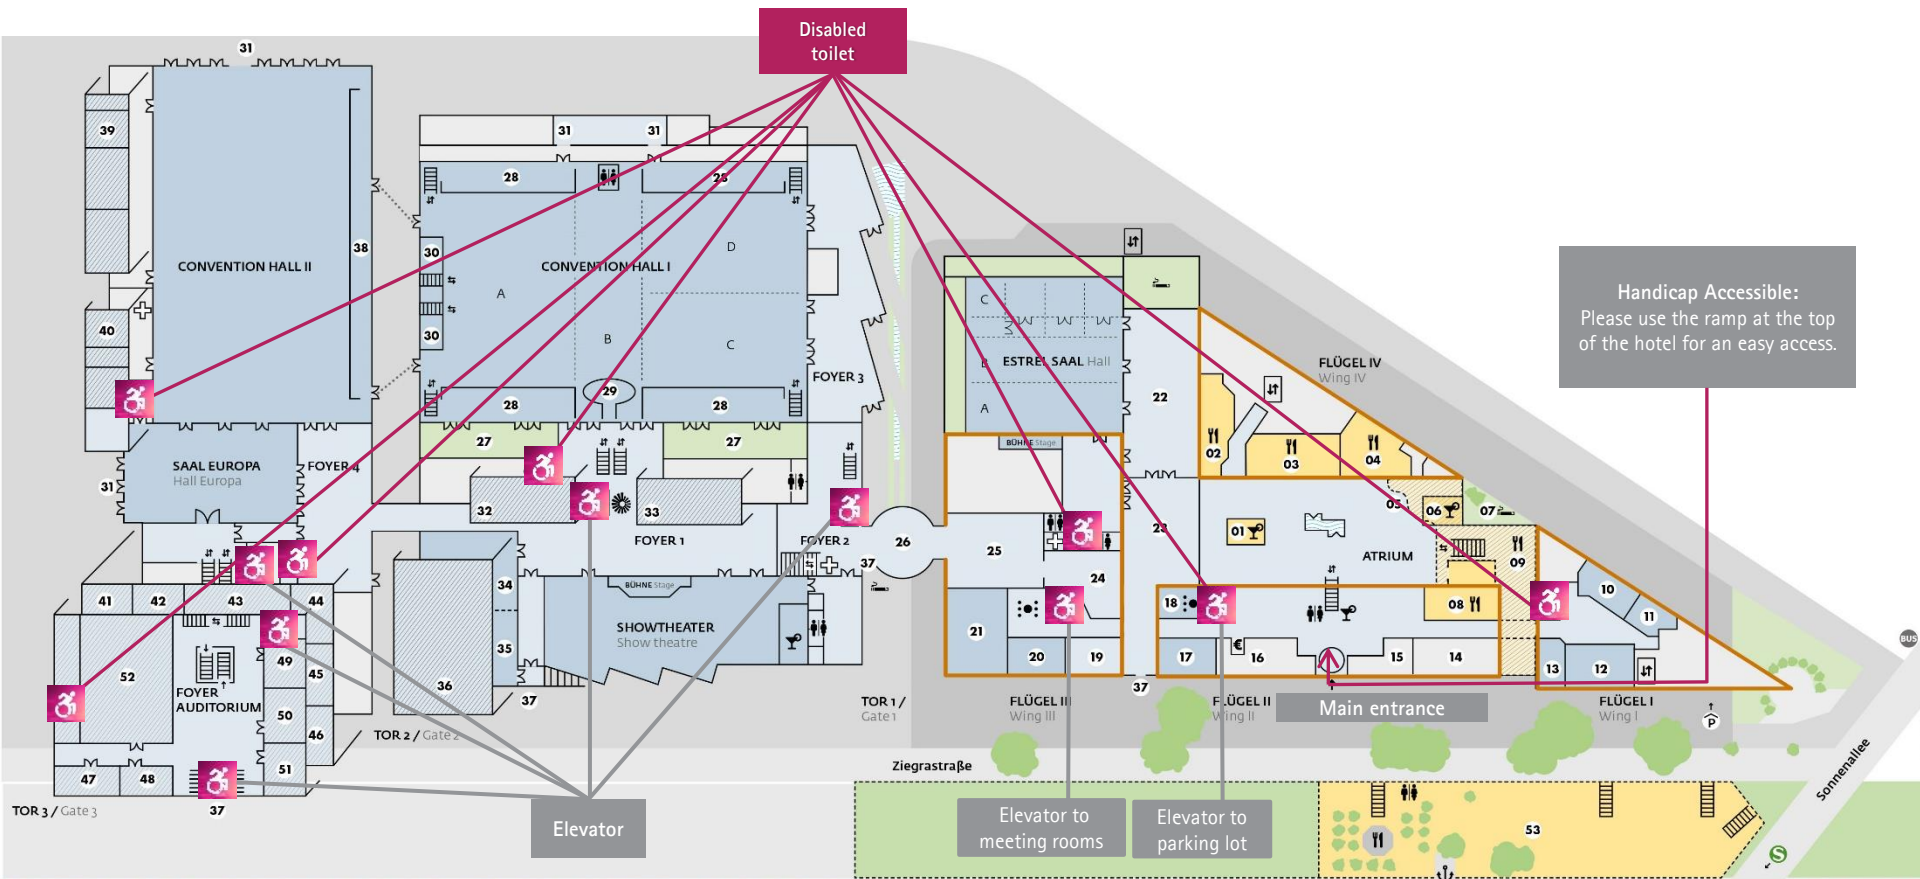 Disabled
toilet
31
39
31
31
28
28
38
30
D
CONVENTION HALL II
CONVENTION HALL I
A
40
30
B
C
29
28
28
FOYER 3
27
27
SAAL EUROPA
Hall Europa
FOYER 4
31
32
33
FOYER 1
FOYER 2
37
26
34
35
36
BÜHNE Stage
SHOWTHEATER
Show theatre
37
41
42
43
44
49
45
52
FOYER
AUDITORIUM
50
46
51
47
48
37
TOR 3 / Gate 3
TOR 2 / Gate 2
TOR 1 /
Gate 1
Elevator
C
B
A
ESTREL SAAL Hall
BÜHNE Stage
22
23
25
24
21
20
19
FLÜGEL III
Wing III
37
FLÜGEL IV
Wing IV
02
03
04
05
06
07
01
ATRIUM
09
08
18
17
€
16
15
14
FLÜGEL II
Wing II
Main entrance
10
11
13
12
FLÜGEL I
Wing I
P
BUS
Handicap Accessible:
Please use the ramp at the top
of the hotel for an easy access.
Ziegrastraße
Sonnenallee
Elevator to
meeting rooms
Elevator to
parking lot
53
S